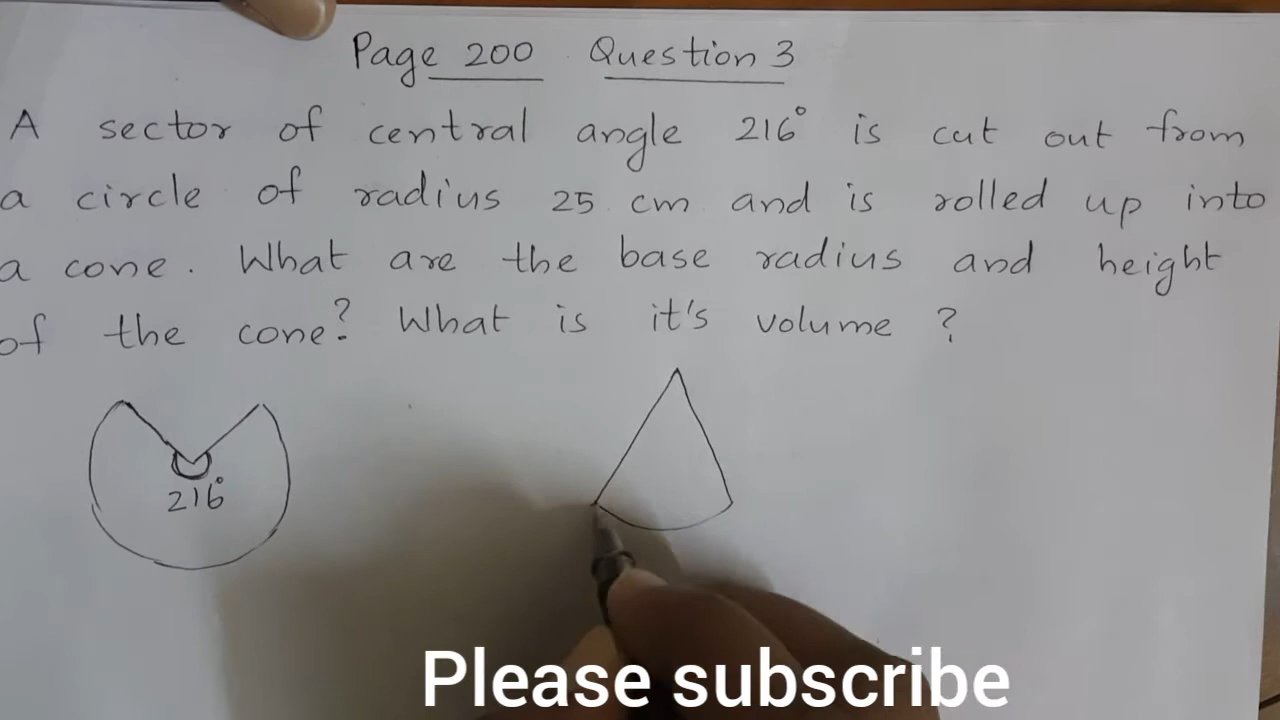 Page 200 Question 3
A sector of central angle 216° is cut out from
a circle of radius 25 cm and is rolled up into
a cone. What are the base radius and height
of the cone? What is it's volume ?
216°
Please subscribe